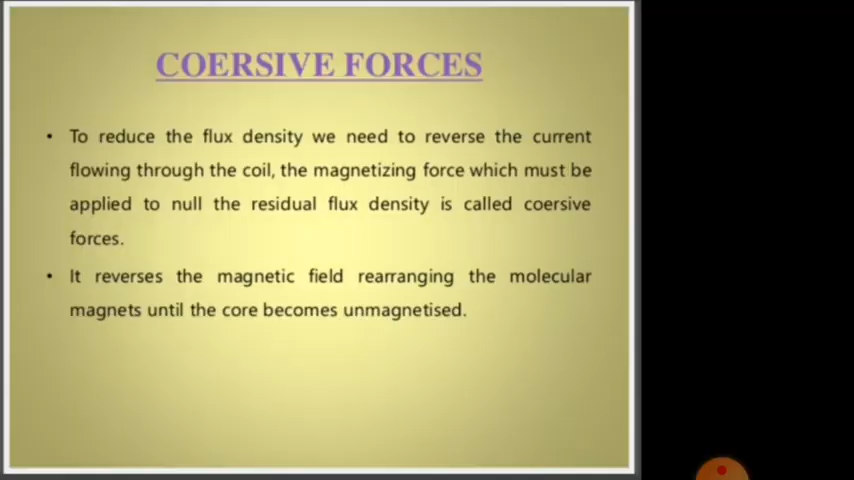 COERSIVE FORCES
• To reduce the flux density we need to reverse the current
flowing through the coil, the magnetizing force which must be
applied to null the residual flux density is called coersive
forces.
• It reverses the magnetic field rearranging the molecular
magnets until the core becomes unmagnetised.